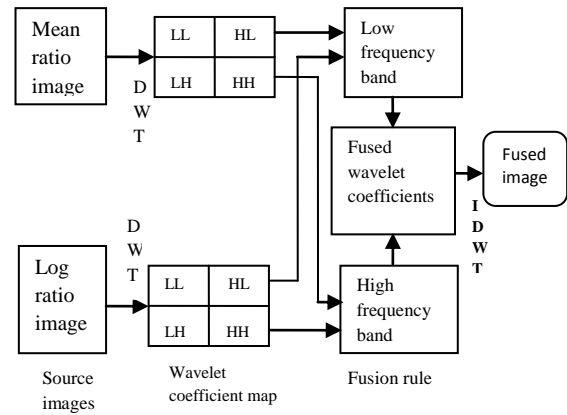 Mean
ratio
image
D
W
T
LL HL
LH HH
Low
frequency
band
Fused
wavelet
coefficients
Fused
image
I
D
W
T
Log
ratio
image
D
W
T
LL HL
LH HH
High
frequency
band
Source
images
Wavelet
coefficient map
Fusion rule